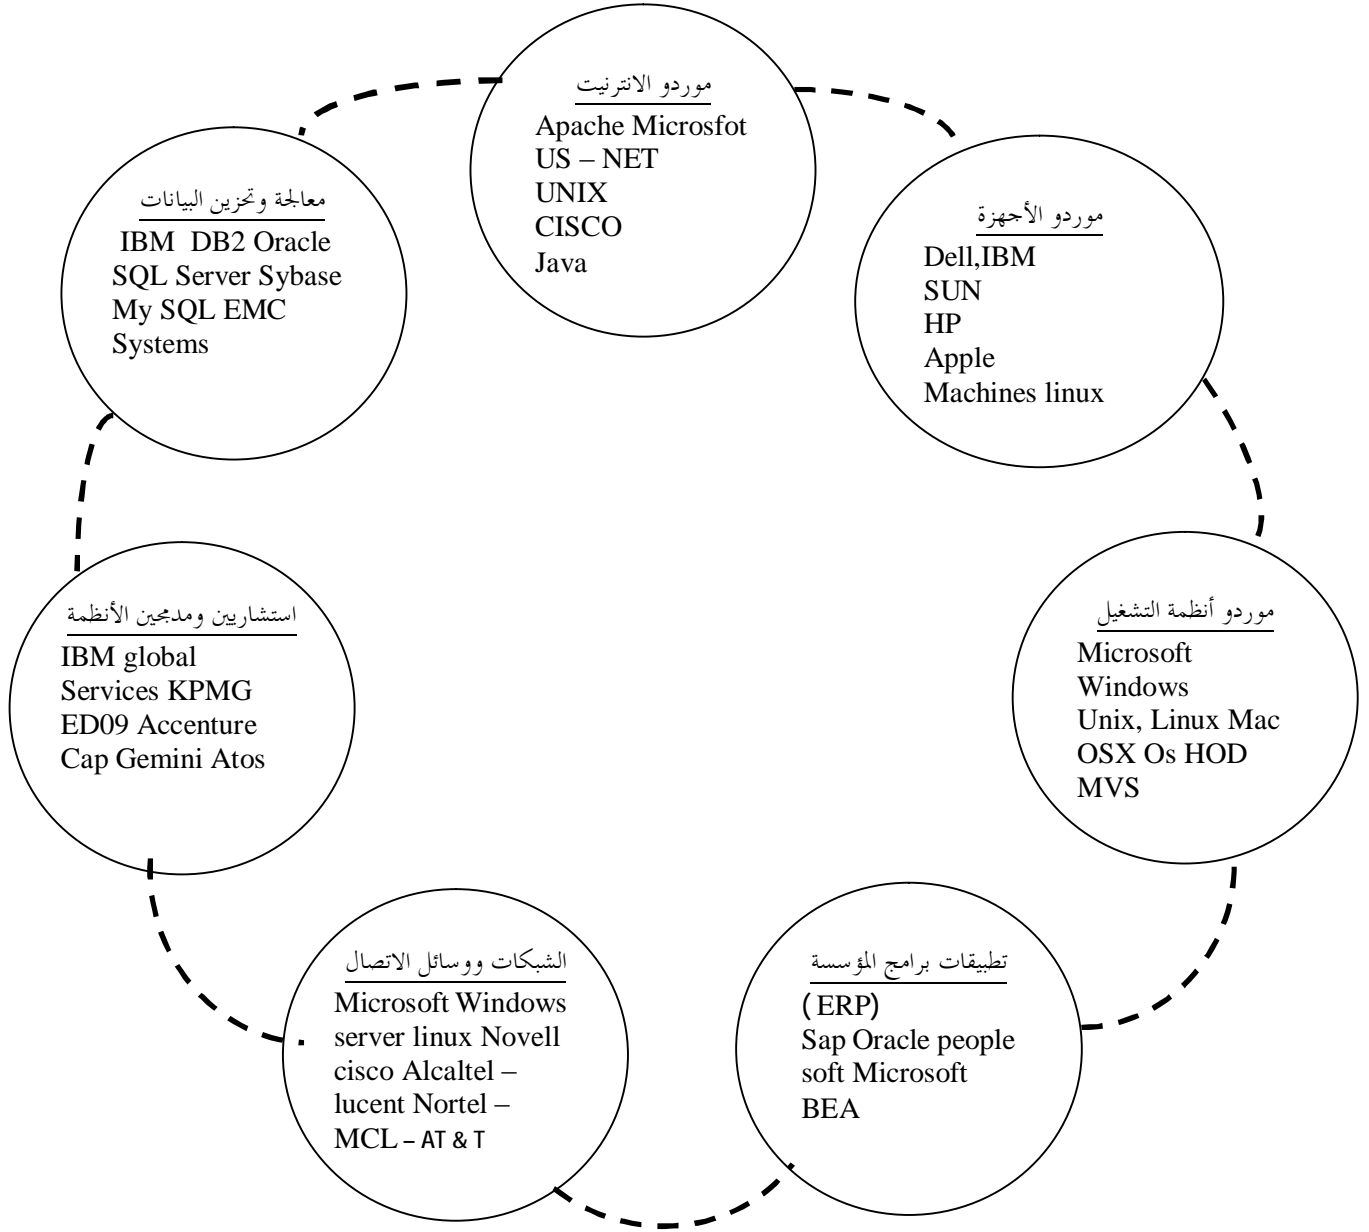 موردو الانترنيت
Apache Microsfot
US – NET
UNIX
CISCO
Java
موردو الأجهزة
Dell,IBM
SUN
HP
Apple
Machines linux
موردو أنظمة التشغيل
Microsoft
Windows
Unix, Linux Mac
OSX Os HOD
MVS
تطبيقات برامج المؤسسة
( ERP)
Sap Oracle people
soft Microsoft
BEA
الشبكات ووسائل الاتصال
Microsoft Windows
server linux Novell
cisco Alcaltel –
lucent Nortel –
MCL – AT & T
استشاريين ومدمجين الأنظمة
IBM global
Services KPMG
ED09 Accenture
Cap Gemini Atos
معالجة وتخزين البيانات
IBM DB2 Oracle
SQL Server Sybase
My SQL EMC
Systems